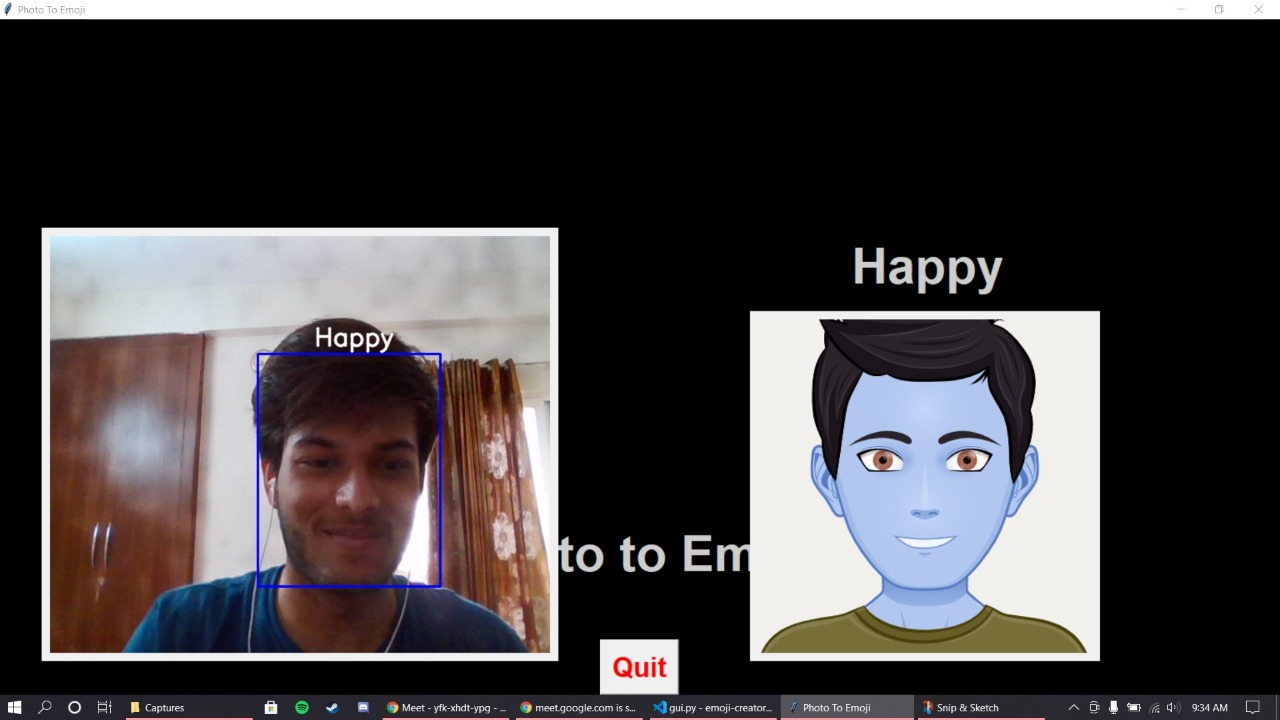 Photo To Emoji
Happy
Happy
to to Em
Quit
Captures
Meet - yfk-xhdt-ypg - ...
meet.google.com is s...
gui.py - emoji-creator...
Photo To Emoji
Snip & Sketch
9:34 AM